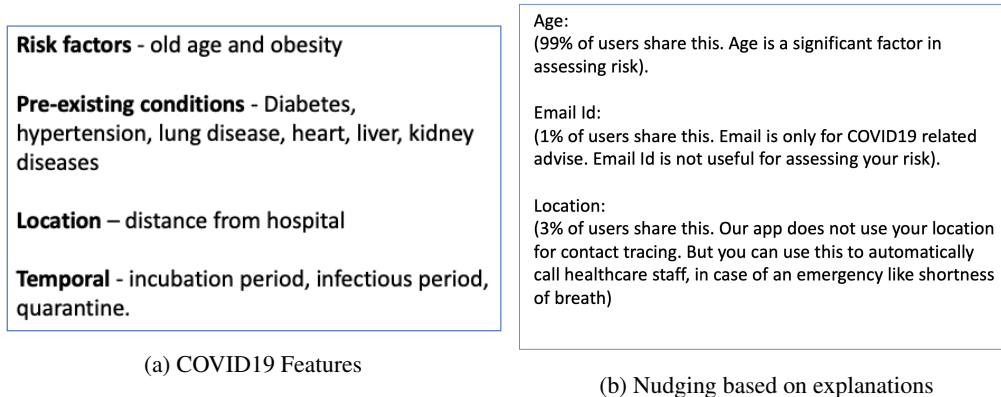 Risk factors - old age and obesity
Pre-existing conditions - Diabetes,
hypertension, lung disease, heart, liver, kidney
diseases
Location – distance from hospital
Temporal - incubation period, infectious period,
quarantine.
(a) COVID19 Features
Age:
(99% of users share this. Age is a significant factor in
assessing risk).
Email Id:
(1% of users share this. Email is only for COVID19 related
advise. Email Id is not useful for assessing your risk).
Location:
(3% of users share this. Our app does not use your location
for contact tracing. But you can use this to automatically
call healthcare staff, in case of an emergency like shortness
of breath)
(b) Nudging based on explanations